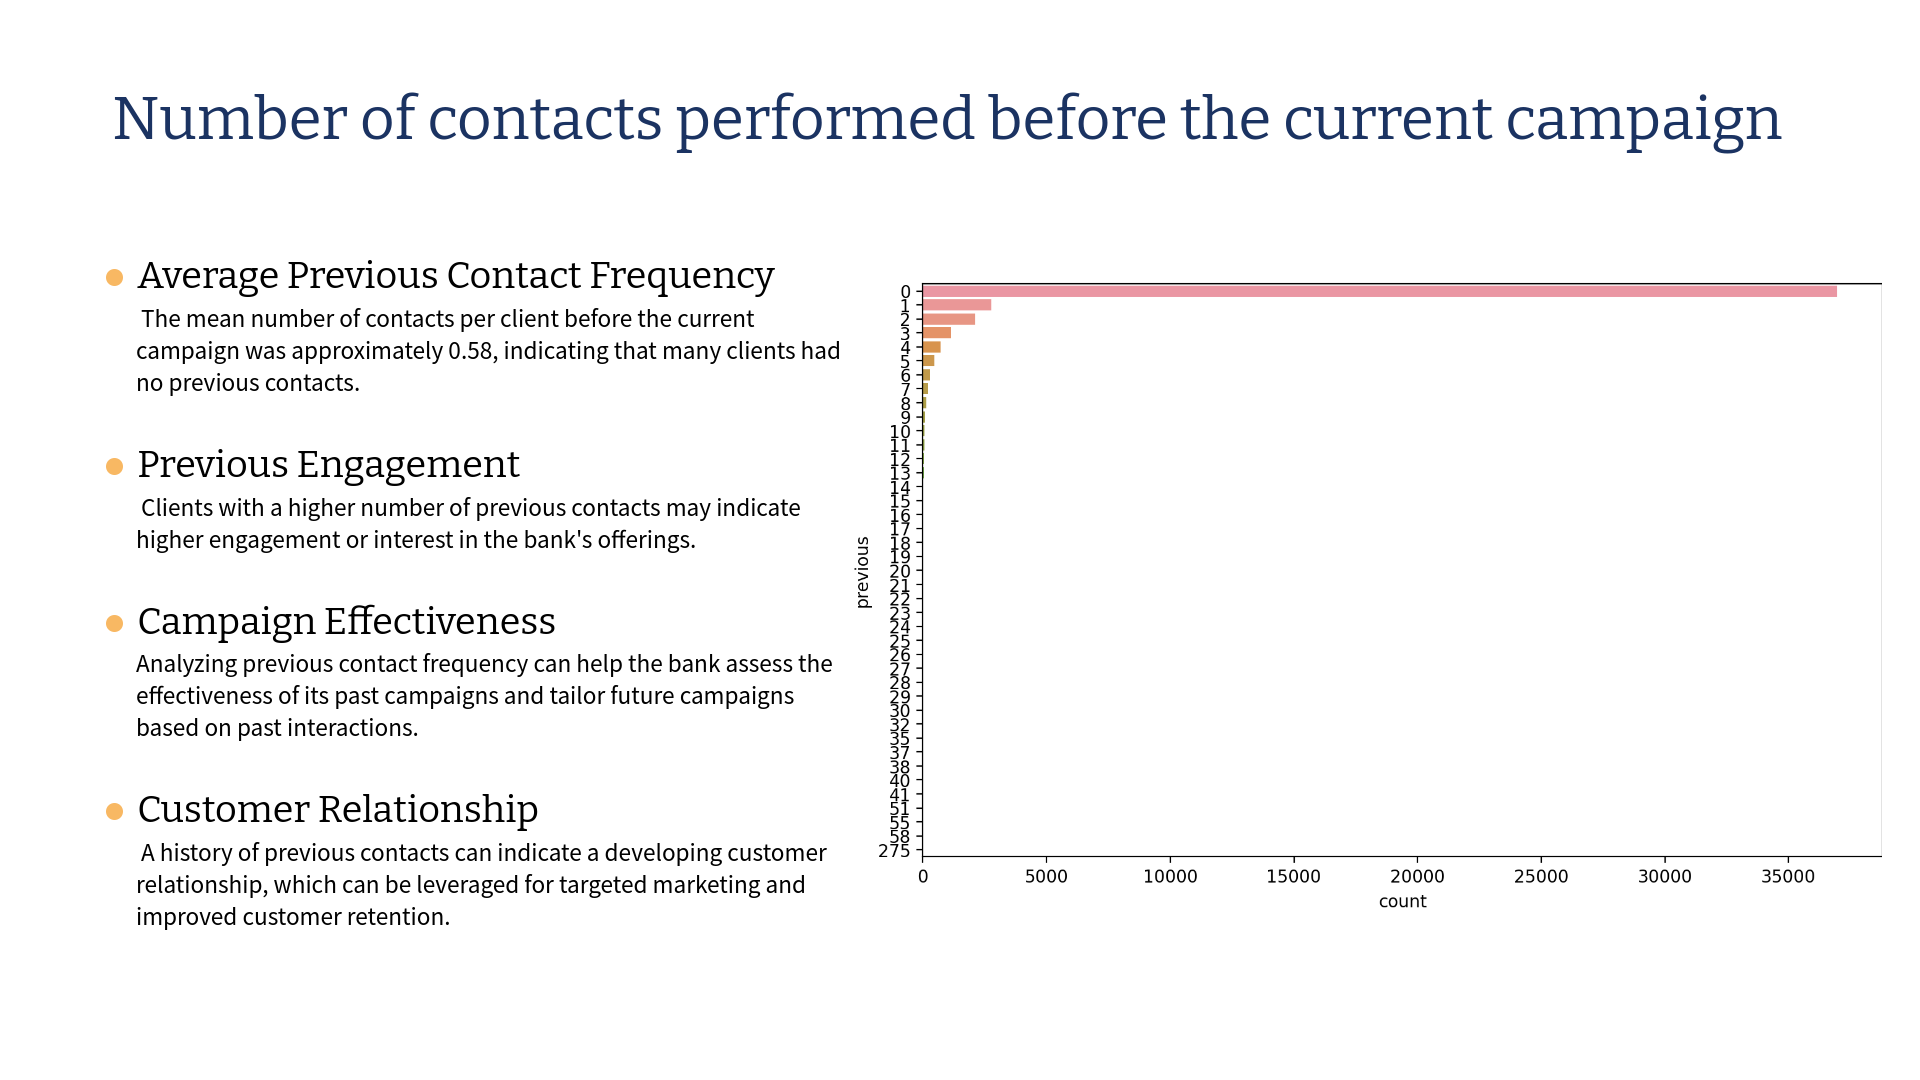 Number of contacts performed before the current campaign
Average Previous Contact Frequency
The mean number of contacts per client before the current
campaign was approximately 0.58, indicating that many clients had
no previous contacts.
Previous Engagement
Clients with a higher number of previous contacts may indicate
higher engagement or interest in the bank's offerings.
Campaign Effectiveness
Analyzing previous contact frequency can help the bank assess the
effectiveness of its past campaigns and tailor future campaigns
based on past interactions.
Customer Relationship
A history of previous contacts can indicate a developing customer
relationship, which can be leveraged for targeted marketing and
improved customer retention.
previous
0
1
2
3
4
5
6
7
8
9
10
11
12
13
14
15
16
17
18
19
20
21
22
23
24
25
26
27
28
29
30
32
35
37
38
40
41
51
55
58
275
0 5000 10000 15000 20000 25000 30000 35000
count